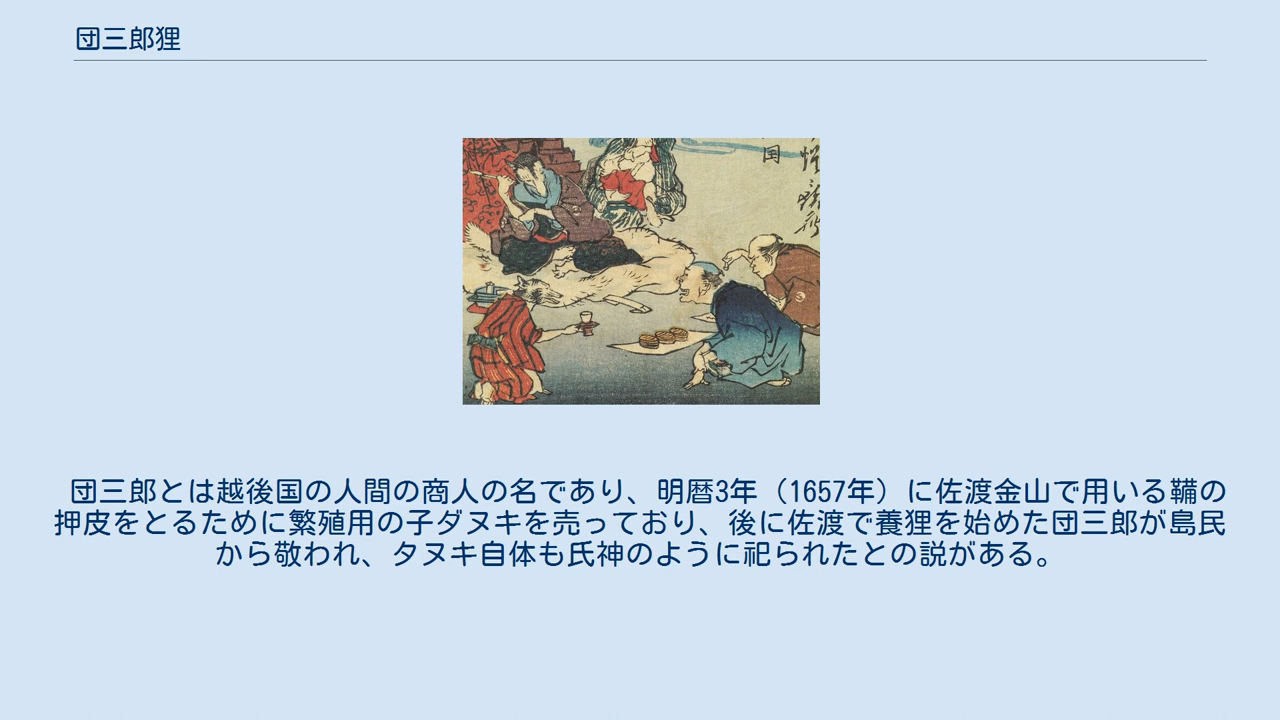 団三郎狸
国
団三郎とは越後国の人間の商人の名であり、明暦3年（1657年）に佐渡金山で用いる鞴の
押皮をとるために繁殖用の子ダヌキを売っており、後に佐渡で養狸を始めた団三郎が島民
から敬われ、タヌキ自体も氏神のように祀られたとの説がある。